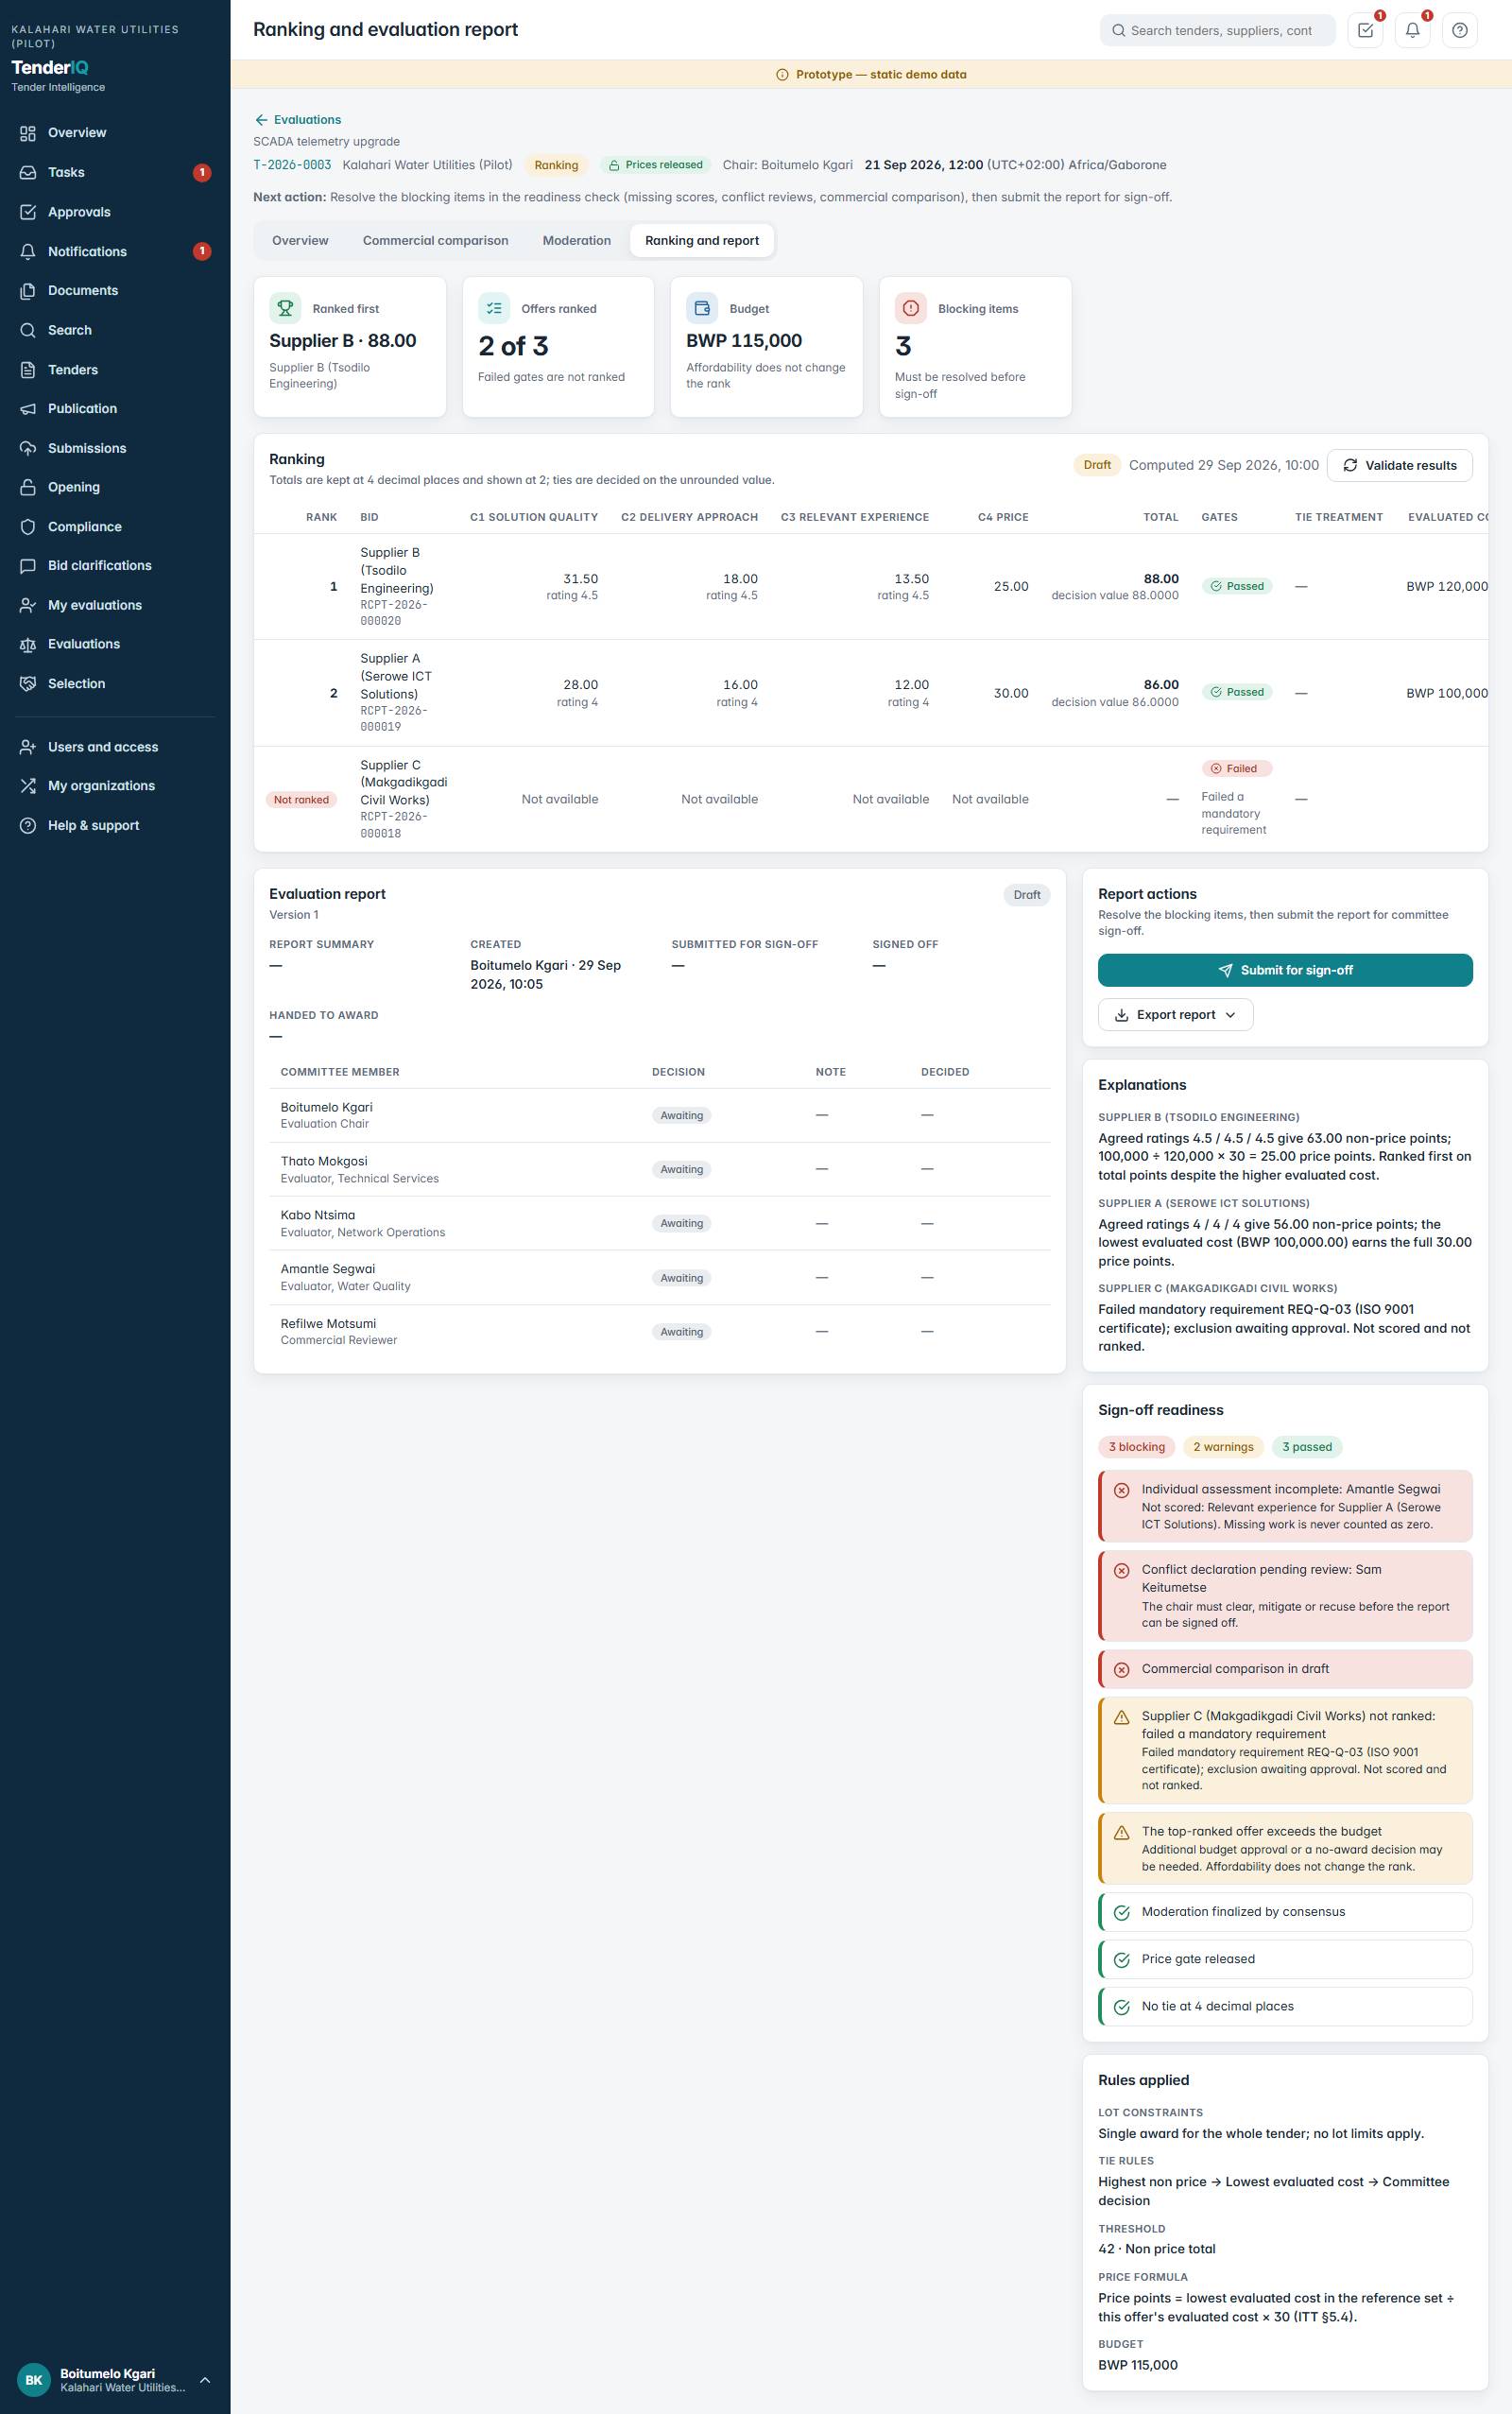 KALAHARI WATER UTILITIES
(PILOT)
TenderIQ
Tender Intelligence
Overview
Tasks 1
Approvals
Notifications 1
Documents
Search
Tenders
Publication
Submissions
Opening
Compliance
Bid clarifications
My evaluations
Evaluations
Selection
Users and access
My organizations
Help & support
BK
Boitumelo Kgari
Kalahari Water Utilities...
Ranking and evaluation report
Search tenders, suppliers, cont
1
1
Prototype — static demo data
Evaluations
SCADA telemetry upgrade
T-2026-0003 Kalahari Water Utilities (Pilot) Ranking Prices released Chair: Boitumelo Kgari 21 Sep 2026, 12:00 (UTC+02:00) Africa/Gaborone
Next action: Resolve the blocking items in the readiness check (missing scores, conflict reviews, commercial comparison), then submit the report for sign-off.
Overview Commercial comparison Moderation Ranking and report
Ranked first
Supplier B · 88.00
Supplier B (Tsodilo
Engineering)
Offers ranked
2 of 3
Failed gates are not ranked
Budget
BWP 115,000
Affordability does not change
the rank
Blocking items
3
Must be resolved before
sign-off
Ranking
Totals are kept at 4 decimal places and shown at 2; ties are decided on the unrounded value.
Draft Computed 29 Sep 2026, 10:00 Validate results
RANK BID C1 SOLUTION QUALITY C2 DELIVERY APPROACH C3 RELEVANT EXPERIENCE C4 PRICE TOTAL GATES TIE TREATMENT EVALUATED CO
1
Supplier B
(Tsodilo
Engineering)
RCPT-2026-
000020
31.50
rating 4.5
18.00
rating 4.5
13.50
rating 4.5
25.00
88.00
decision value 88.0000
Passed
—
BWP 120,000
2
Supplier A
(Serowe ICT
Solutions)
RCPT-2026-
000019
28.00
rating 4
16.00
rating 4
12.00
rating 4
30.00
86.00
decision value 86.0000
Passed
—
BWP 100,000
Not ranked
Supplier C
(Makgadikgadi
Civil Works)
RCPT-2026-
000018
Not available
Not available
Not available
Not available
—
Failed
Failed a
mandatory
requirement
—
Evaluation report
Version 1
Draft
REPORT SUMMARY
—
CREATED
Boitumelo Kgari · 29 Sep
2026, 10:05
SUBMITTED FOR SIGN-OFF
—
SIGNED OFF
—
HANDED TO AWARD
—
COMMITTEE MEMBER DECISION NOTE DECIDED
Boitumelo Kgari
Evaluation Chair
Awaiting — —
Thato Mokgosi
Evaluator, Technical Services
Awaiting — —
Kabo Ntsima
Evaluator, Network Operations
Awaiting — —
Amantle Segwai
Evaluator, Water Quality
Awaiting — —
Refilwe Motsumi
Commercial Reviewer
Awaiting — —
Report actions
Resolve the blocking items, then submit the report for committee
sign-off.
Submit for sign-off
Export report
Explanations
SUPPLIER B (TSODILO ENGINEERING)
Agreed ratings 4.5 / 4.5 / 4.5 give 63.00 non-price points;
100,000 ÷ 120,000 × 30 = 25.00 price points. Ranked first on
total points despite the higher evaluated cost.
SUPPLIER A (SEROWE ICT SOLUTIONS)
Agreed ratings 4 / 4 / 4 give 56.00 non-price points; the
lowest evaluated cost (BWP 100,000.00) earns the full 30.00
price points.
SUPPLIER C (MAKGADIKGADI CIVIL WORKS)
Failed mandatory requirement REQ-Q-03 (ISO 9001
certificate); exclusion awaiting approval. Not scored and not
ranked.
Sign-off readiness
3 blocking 2 warnings 3 passed
Individual assessment incomplete: Amantle Segwai
Not scored: Relevant experience for Supplier A (Serowe
ICT Solutions). Missing work is never counted as zero.
Conflict declaration pending review: Sam
Keitumetse
The chair must clear, mitigate or recuse before the report
can be signed off.
Commercial comparison in draft
Supplier C (Makgadikgadi Civil Works) not ranked:
failed a mandatory requirement
Failed mandatory requirement REQ-Q-03 (ISO 9001
certificate); exclusion awaiting approval. Not scored and
not ranked.
The top-ranked offer exceeds the budget
Additional budget approval or a no-award decision may
be needed. Affordability does not change the rank.
Moderation finalized by consensus
Price gate released
No tie at 4 decimal places
Rules applied
LOT CONSTRAINTS
Single award for the whole tender; no lot limits apply.
TIE RULES
Highest non price → Lowest evaluated cost → Committee
decision
THRESHOLD
42 · Non price total
PRICE FORMULA
Price points = lowest evaluated cost in the reference set ÷
this offer's evaluated cost × 30 (ITT §5.4).
BUDGET
BWP 115,000